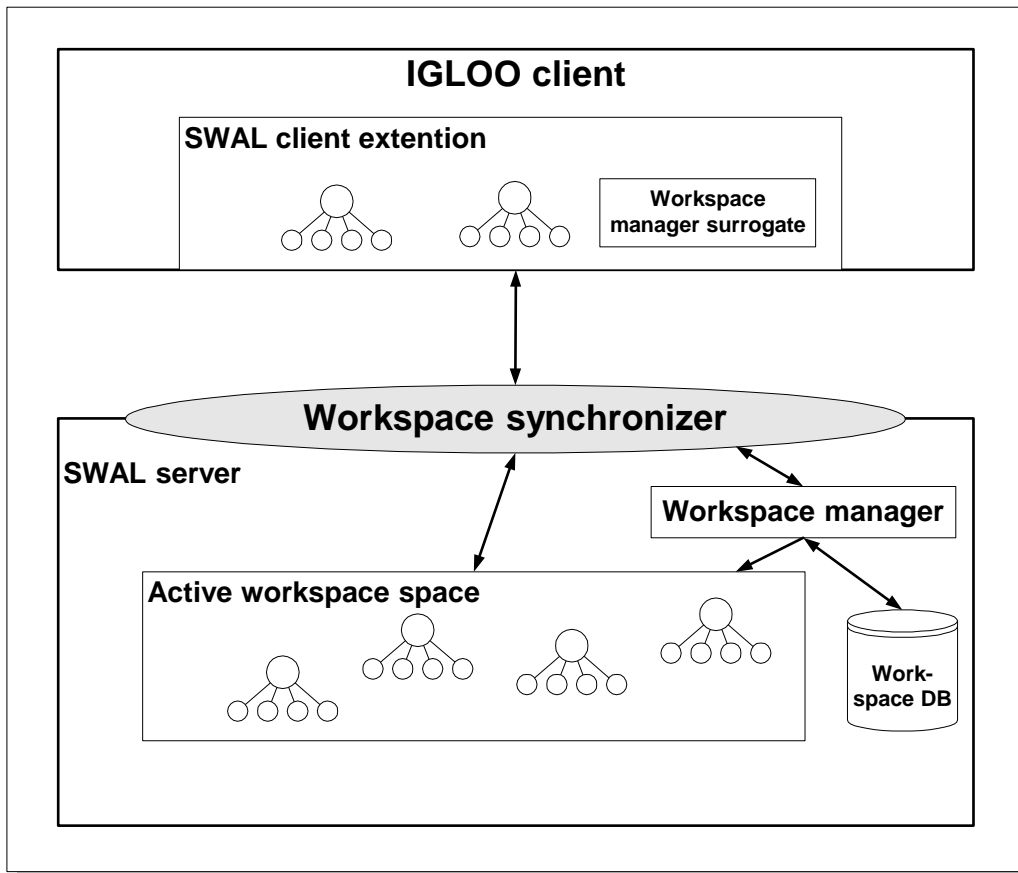 IGLOO client
SWAL client extention
Workspace
manager surrogate
Workspace synchronizer
SWAL server
Workspace manager
Active workspace space
Work-
space DB